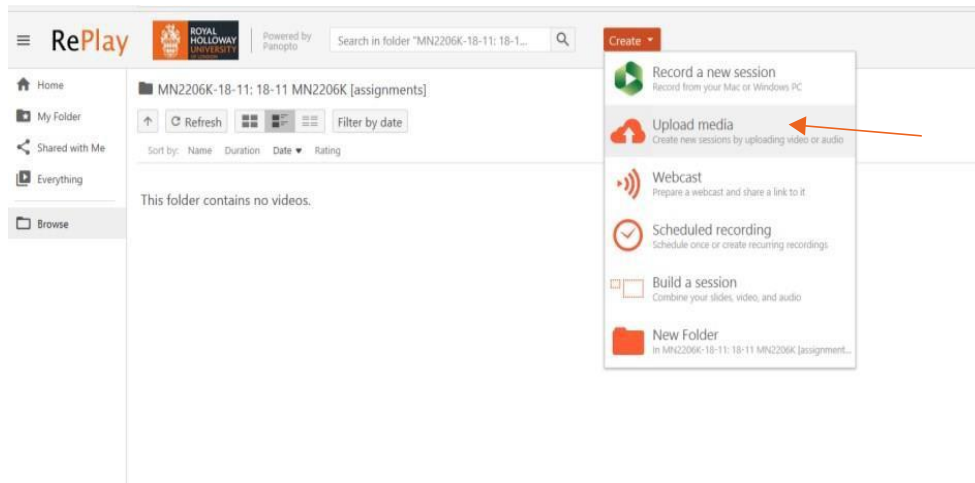 RePlay
ROYAL
HOLLOWAY
UNIVERSITY
OF LONDON
Powered by
Panopto
Search in folder "MN2206K-18-11: 18-1...
Create
Home
My Folder
Shared with Me
Everything
Browse
MN2206K-18-11: 18-11 MN2206K [assignments]
Refresh
Filter by date
Sort by: Name Duration Date Rating
This folder contains no videos.
Record a new session
Record from your Mac or Windows PC
Upload media
Create new sessions by uploading video or audio
Webcast
Prepare a webcast and share a link to it
Scheduled recording
Schedule once or create recurring recordings
Build a session
Combine your slides, video, and audio
New Folder
In MN2206K-18-11: 18-11 MN2206K [assignment...